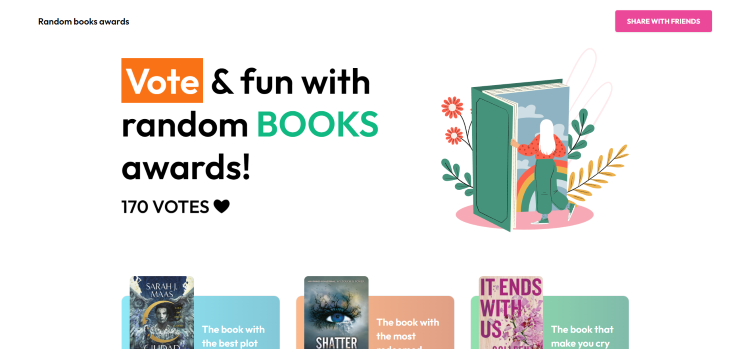 Random books awards
SHARE WITH FRIENDS
Vote & fun with
random BOOKS
awards!
170 VOTES
SARAH J.
MAAS
CIUDAD
The book with
the best plot
SHATTER
The book with
the most
IT ENDS
WITH
US
The book that
make you cry